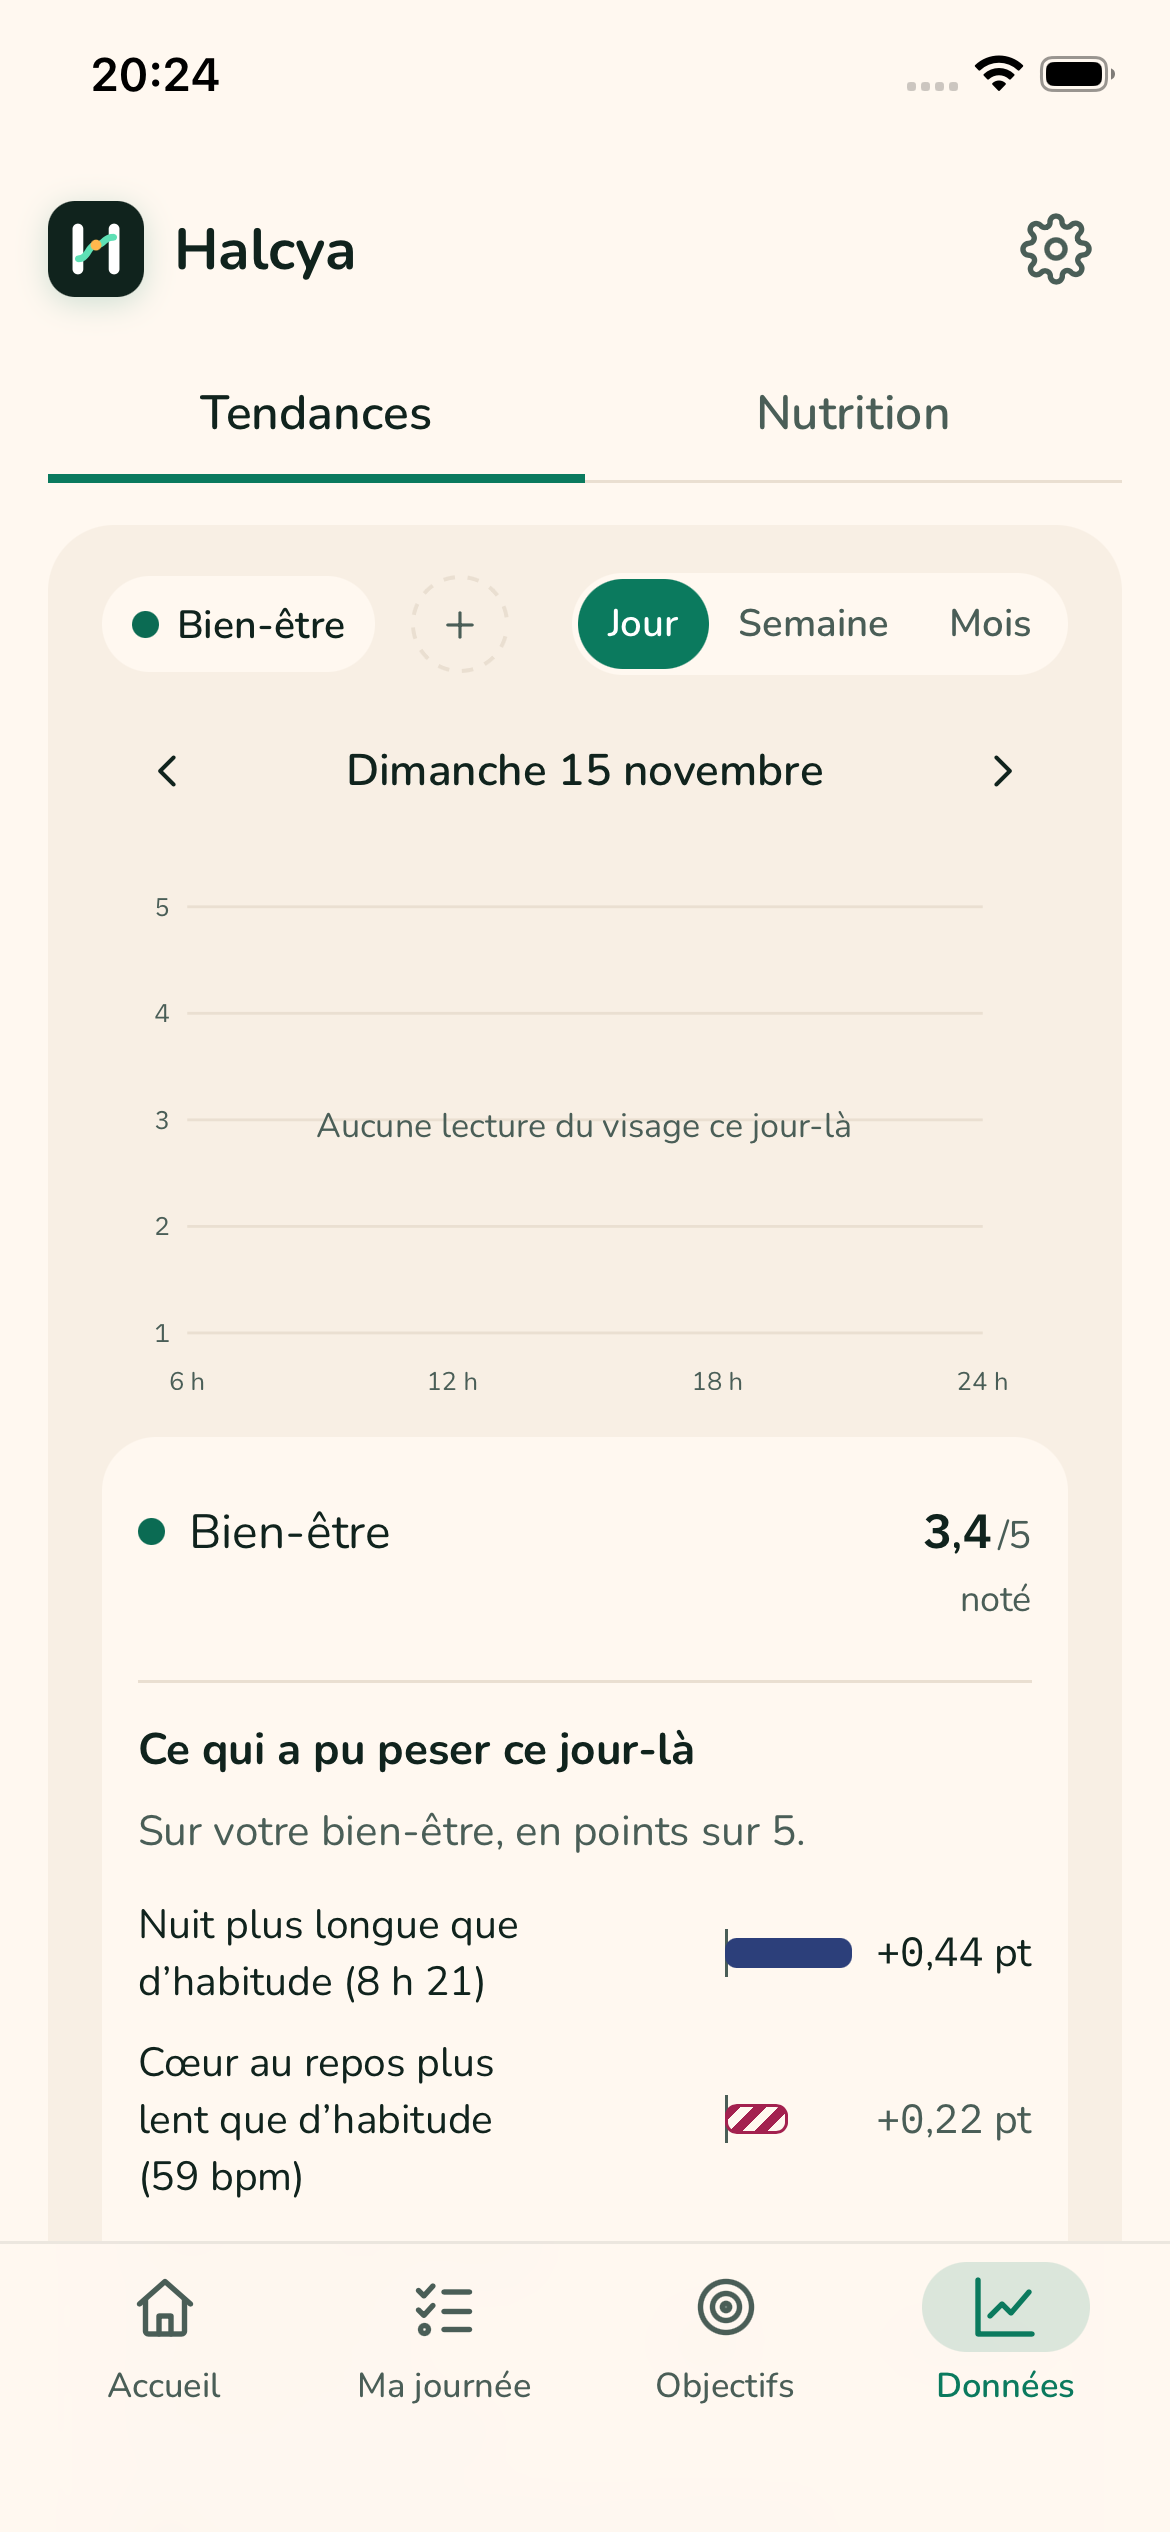 20:24
Halcya
Tendances Nutrition
Bien-être + Jour Semaine Mois
Dimanche 15 novembre
5
4
3 Aucune lecture du visage ce jour-là
2
1
6 h 12 h 18 h 24 h
Bien-être 3,4/5
noté
Ce qui a pu peser ce jour-là
Sur votre bien-être, en points sur 5.
Nuit plus longue que
d’habitude (8 h 21) +0,44 pt
Cœur au repos plus
lent que d’habitude +0,22 pt
(59 bpm)
Accueil Ma journée Objectifs Données